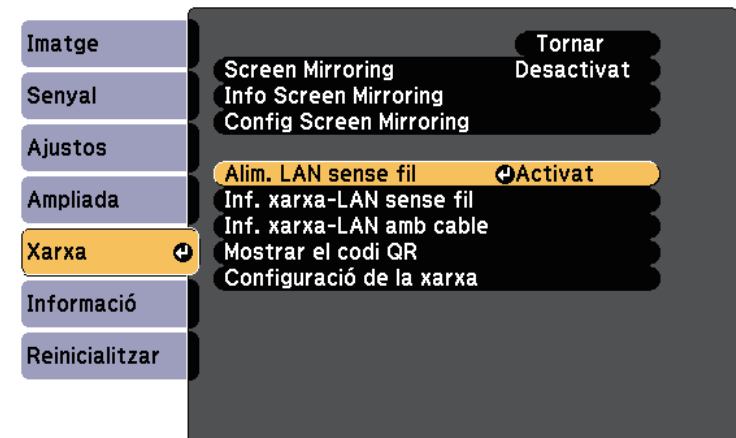 Imatge
Senyal
Ajustos
Ampliada
Xarxa
Informació
Reinicialitzar
Tornar
Screen Mirroring Desactivat
Info Screen Mirroring
Config Screen Mirroring
Alim. LAN sense fil Activat
Inf. xarxa-LAN sense fil
Inf. xarxa-LAN amb cable
Mostrar el codi QR
Configuració de la xarxa